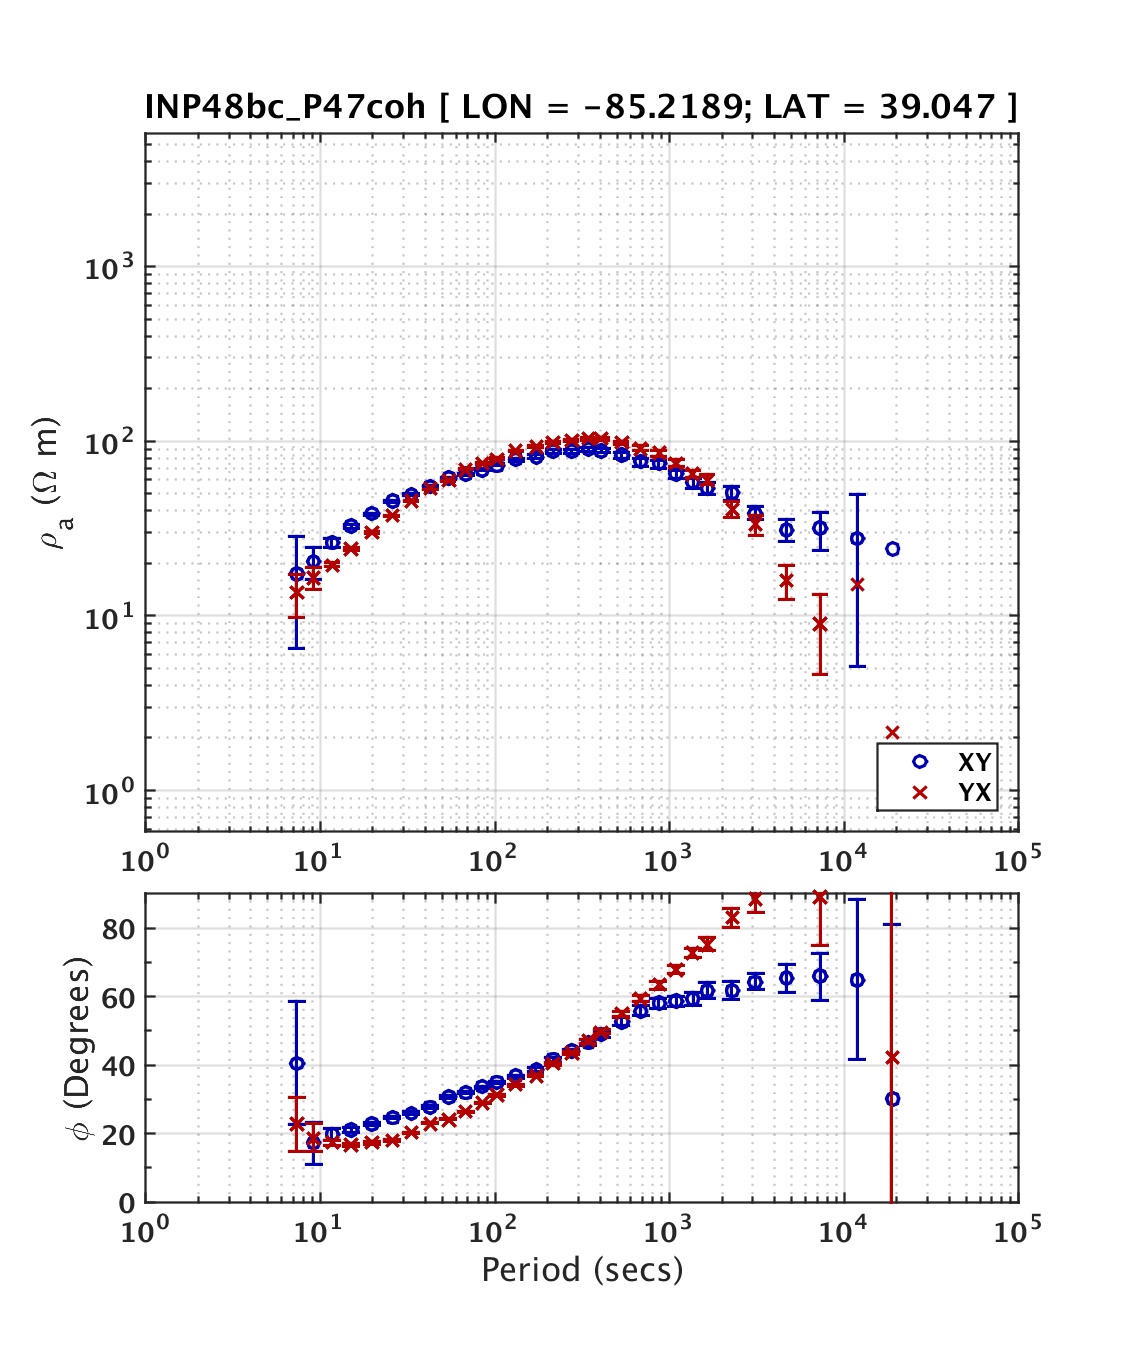 INP48bc_P47coh [ LON = −85.2189; LAT = 39.047 ]
10³
10²
10¹
10⁰
ρa (Ω m)
XY
YX
10⁰ 10¹ 10² 10³ 10⁴ 10⁵
80
60
40
20
0
ϕ (Degrees)
10⁰ 10¹ 10² 10³ 10⁴ 10⁵
Period (secs)